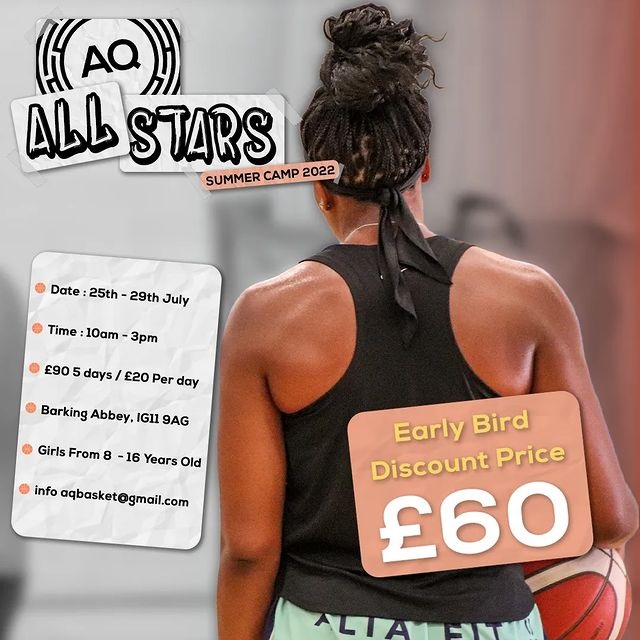 AQ
ALL STARS
SUMMER CAMP 2022
Date : 25th - 29th July
Time : 10am - 3pm
£90 5 days / £20 Per day
Barking Abbey, IG11 9AG
Girls From 8 - 16 Years Old
info aqbasket@gmail.com
Early Bird
Discount Price
£60